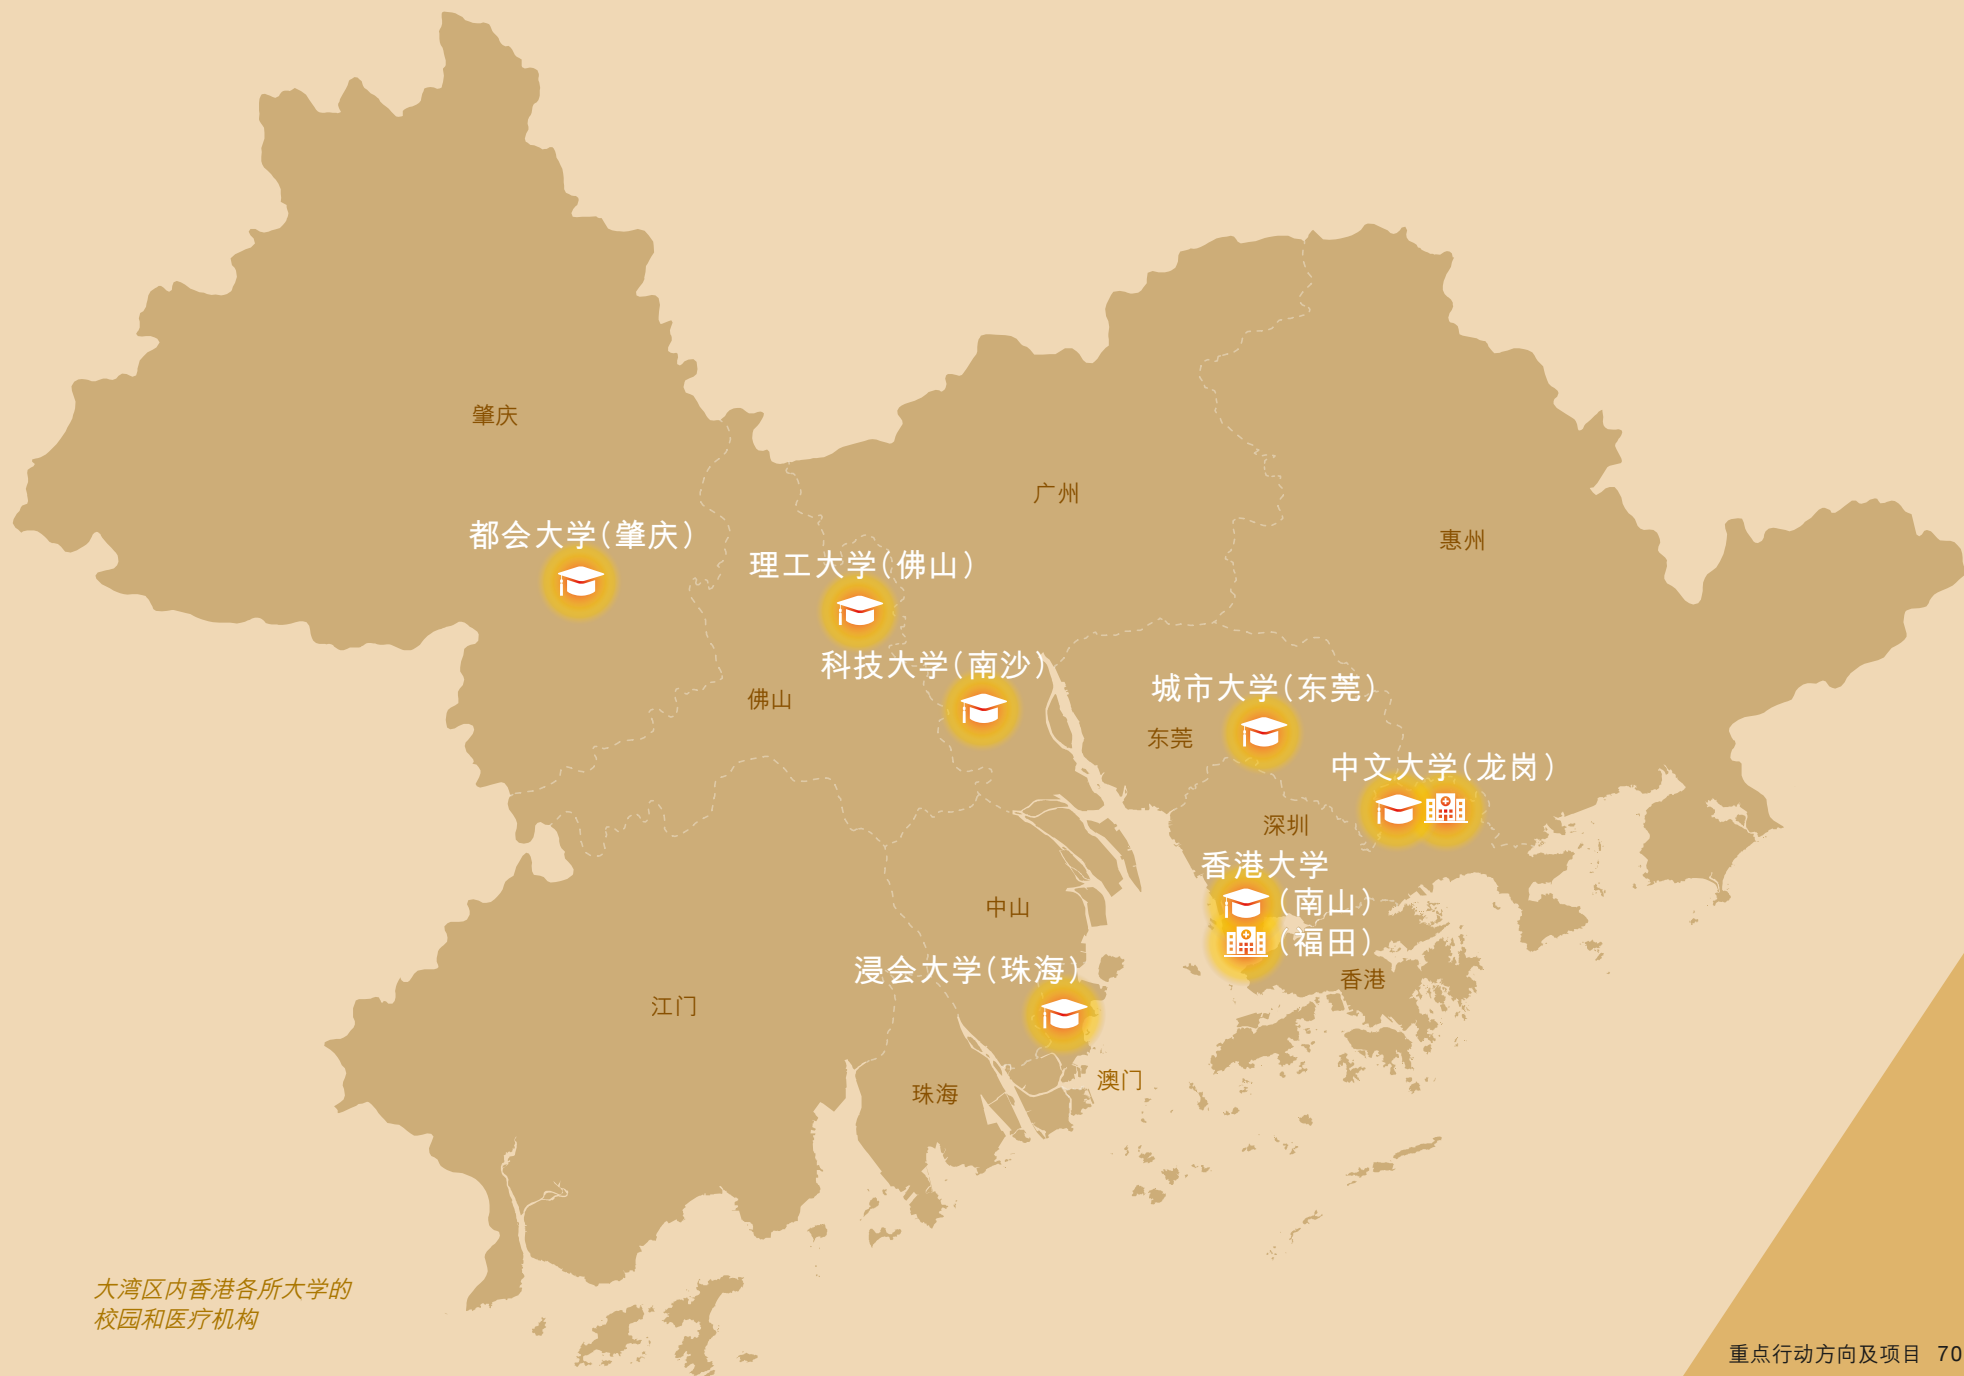 肇庆
广州
都会大学(肇庆)
惠州
理工大学(佛山)
科技大学(南沙)
城市大学(东莞)
佛山
东莞
中文大学(龙岗)
深圳
香港大学
(南山)
中山
(福田)
浸会大学(珠海)
香港
江门
澳门
珠海
大湾区内香港各所大学的
校园和医疗机构
重点行动方向及项目 70